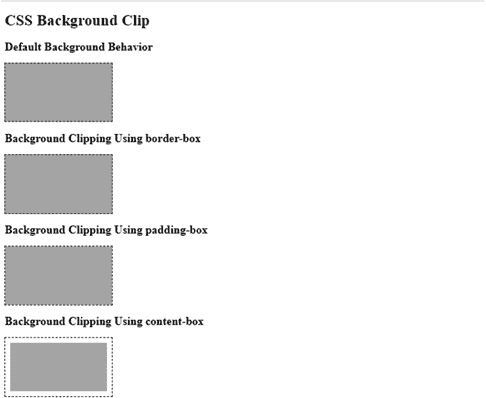 CSS Background Clip
Default Background Behavior
Background Clipping Using border-box
Background Clipping Using padding-box
Background Clipping Using content-box